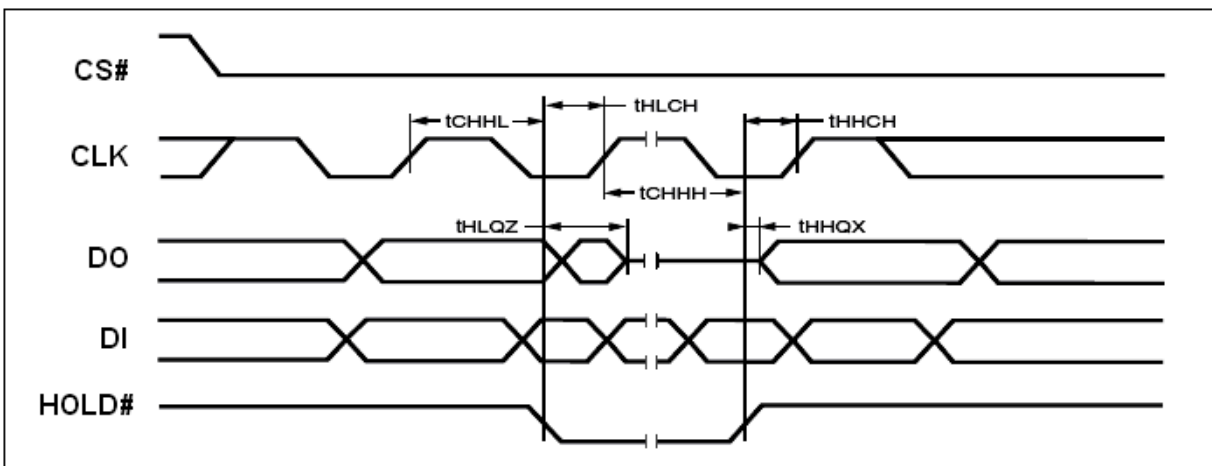 CS#
tHLCH
tCHHL
tHHCH
CLK
tCHHH
tHLQZ
tHHQX
DO
DI
HOLD#